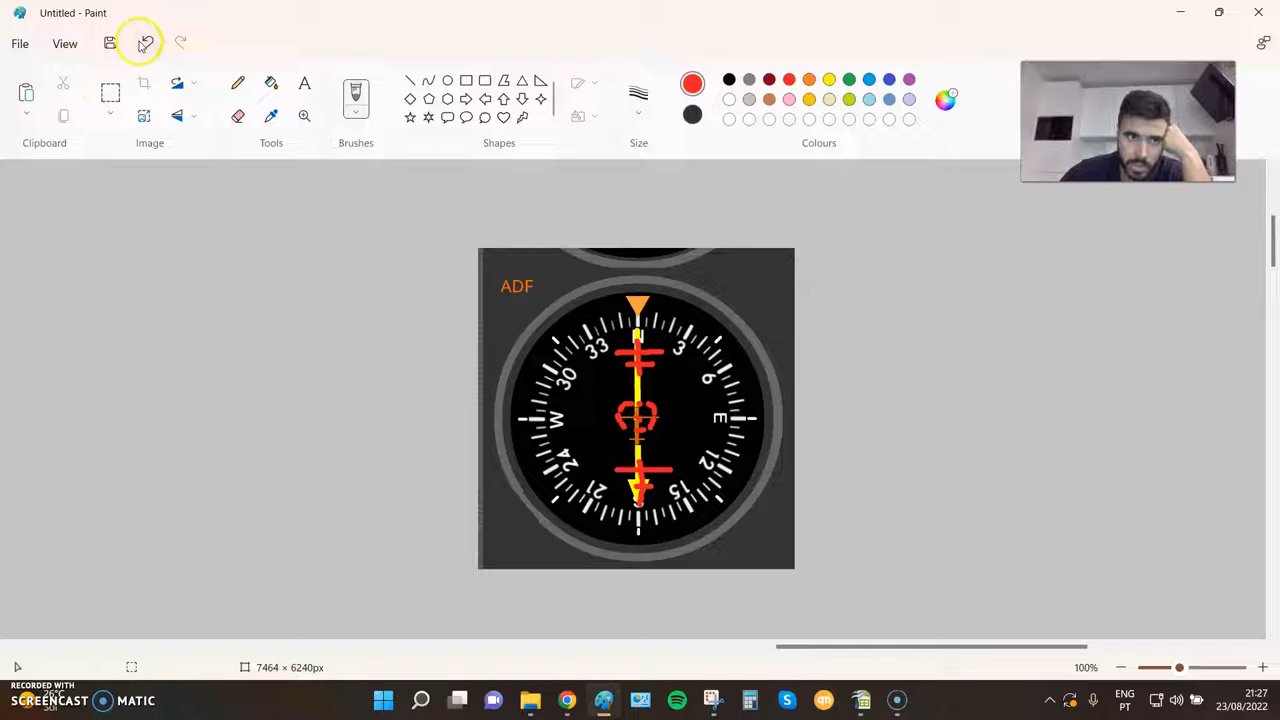 Untitled - Paint
File View
Clipboard Image Tools Brushes Shapes Size Colours
A
ADF
33 N 3
30 6
W E
24 12
21 15
7464 × 6240px 100%
RECORDED WITH
SCREENCAST MATIC
26°C
ENG
PT
21:27
23/08/2022